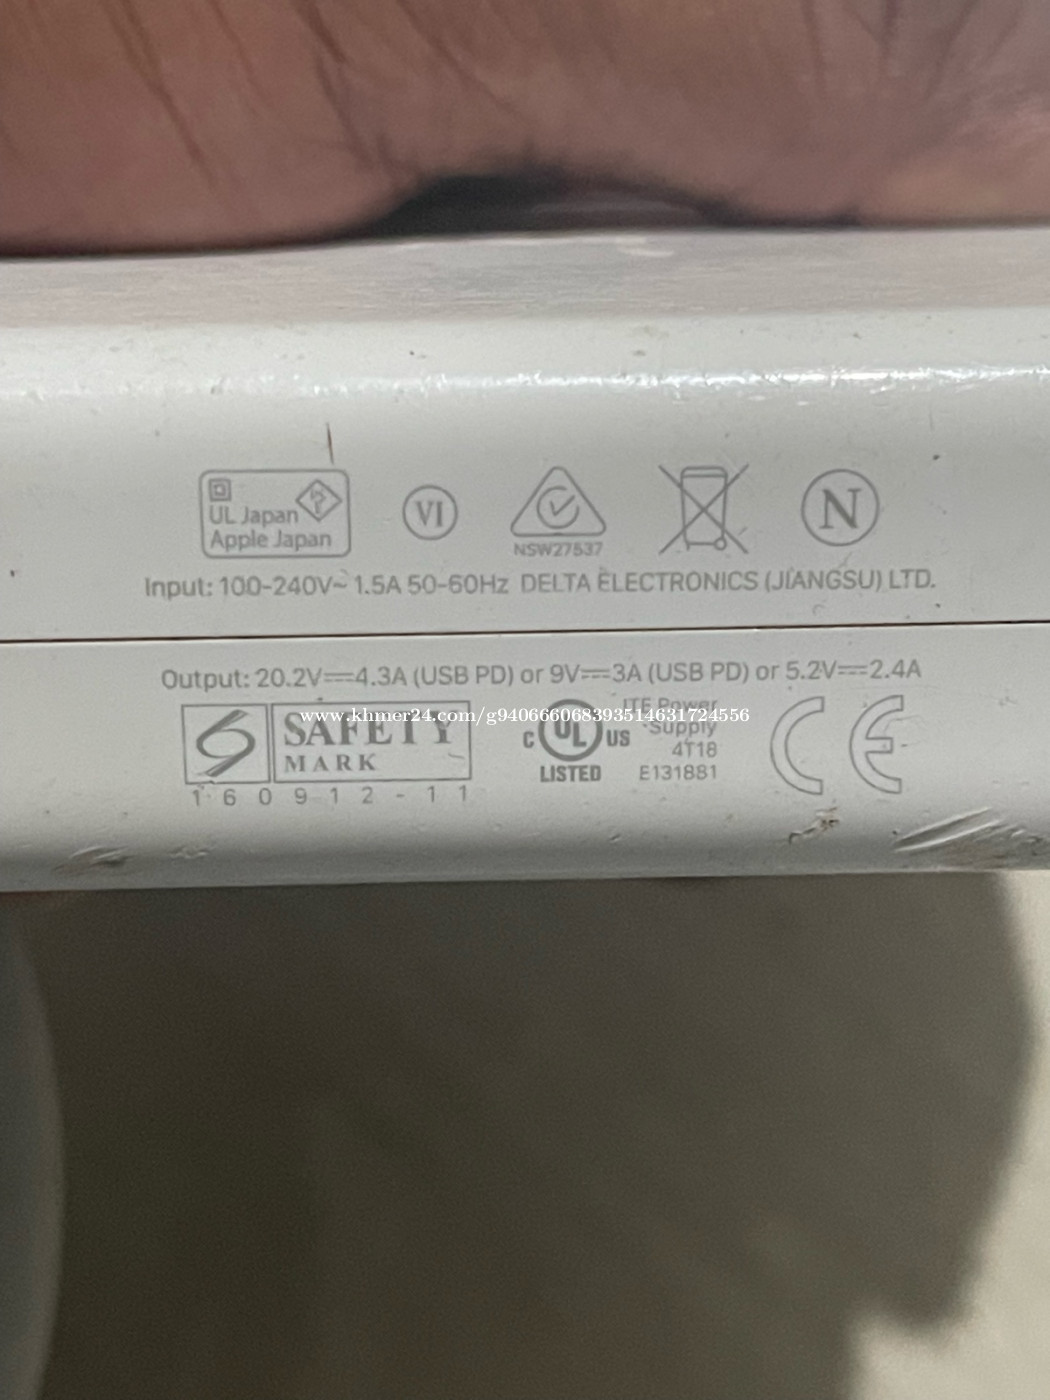 UL Japan
Apple Japan
VI
NSW27537
N
Input: 100-240V~ 1.5A 50-60Hz DELTA ELECTRONICS (JIANGSU) LTD.
Output: 20.2V⎓4.3A (USB PD) or 9V⎓3A (USB PD) or 5.2V⎓2.4A
www.khmer24.com/g940666068393514631724556
SAFETY
MARK
160912-11
C UL US
LISTED
ITE Power
Supply
4T18
E131881
CE